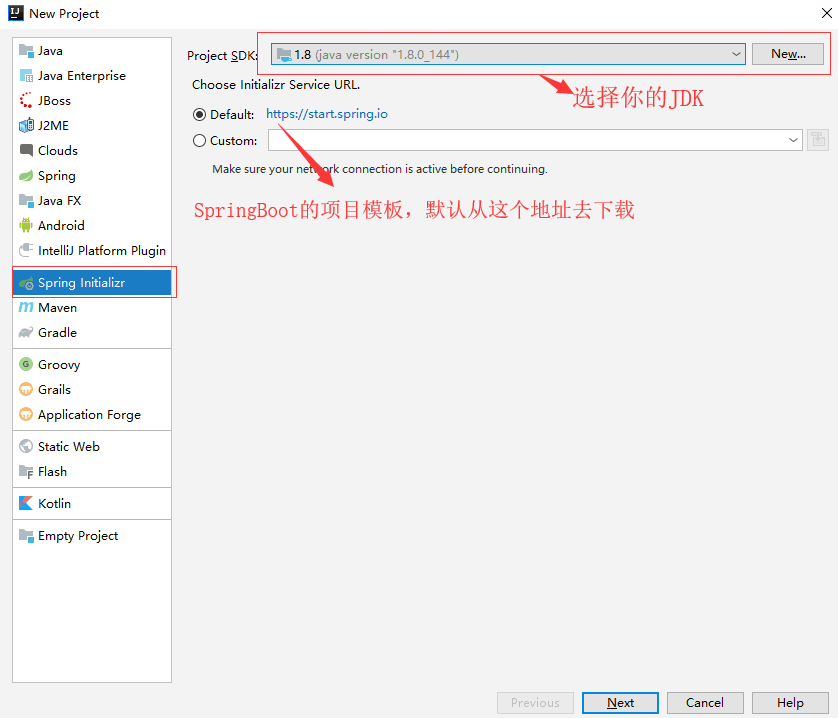 New Project
Java
Java Enterprise
JBoss
J2ME
Clouds
Spring
Java FX
Android
IntelliJ Platform Plugin
Spring Initializr
Maven
Gradle
Groovy
Grails
Application Forge
Static Web
Flash
Kotlin
Empty Project
Project SDK: 1.8 (java version "1.8.0_144") New...
选择你的JDK
Choose Initializr Service URL.
Default: https://start.spring.io
Custom:
Make sure your network connection is active before continuing.
SpringBoot的项目模板，默认从这个地址去下载
Previous Next Cancel Help